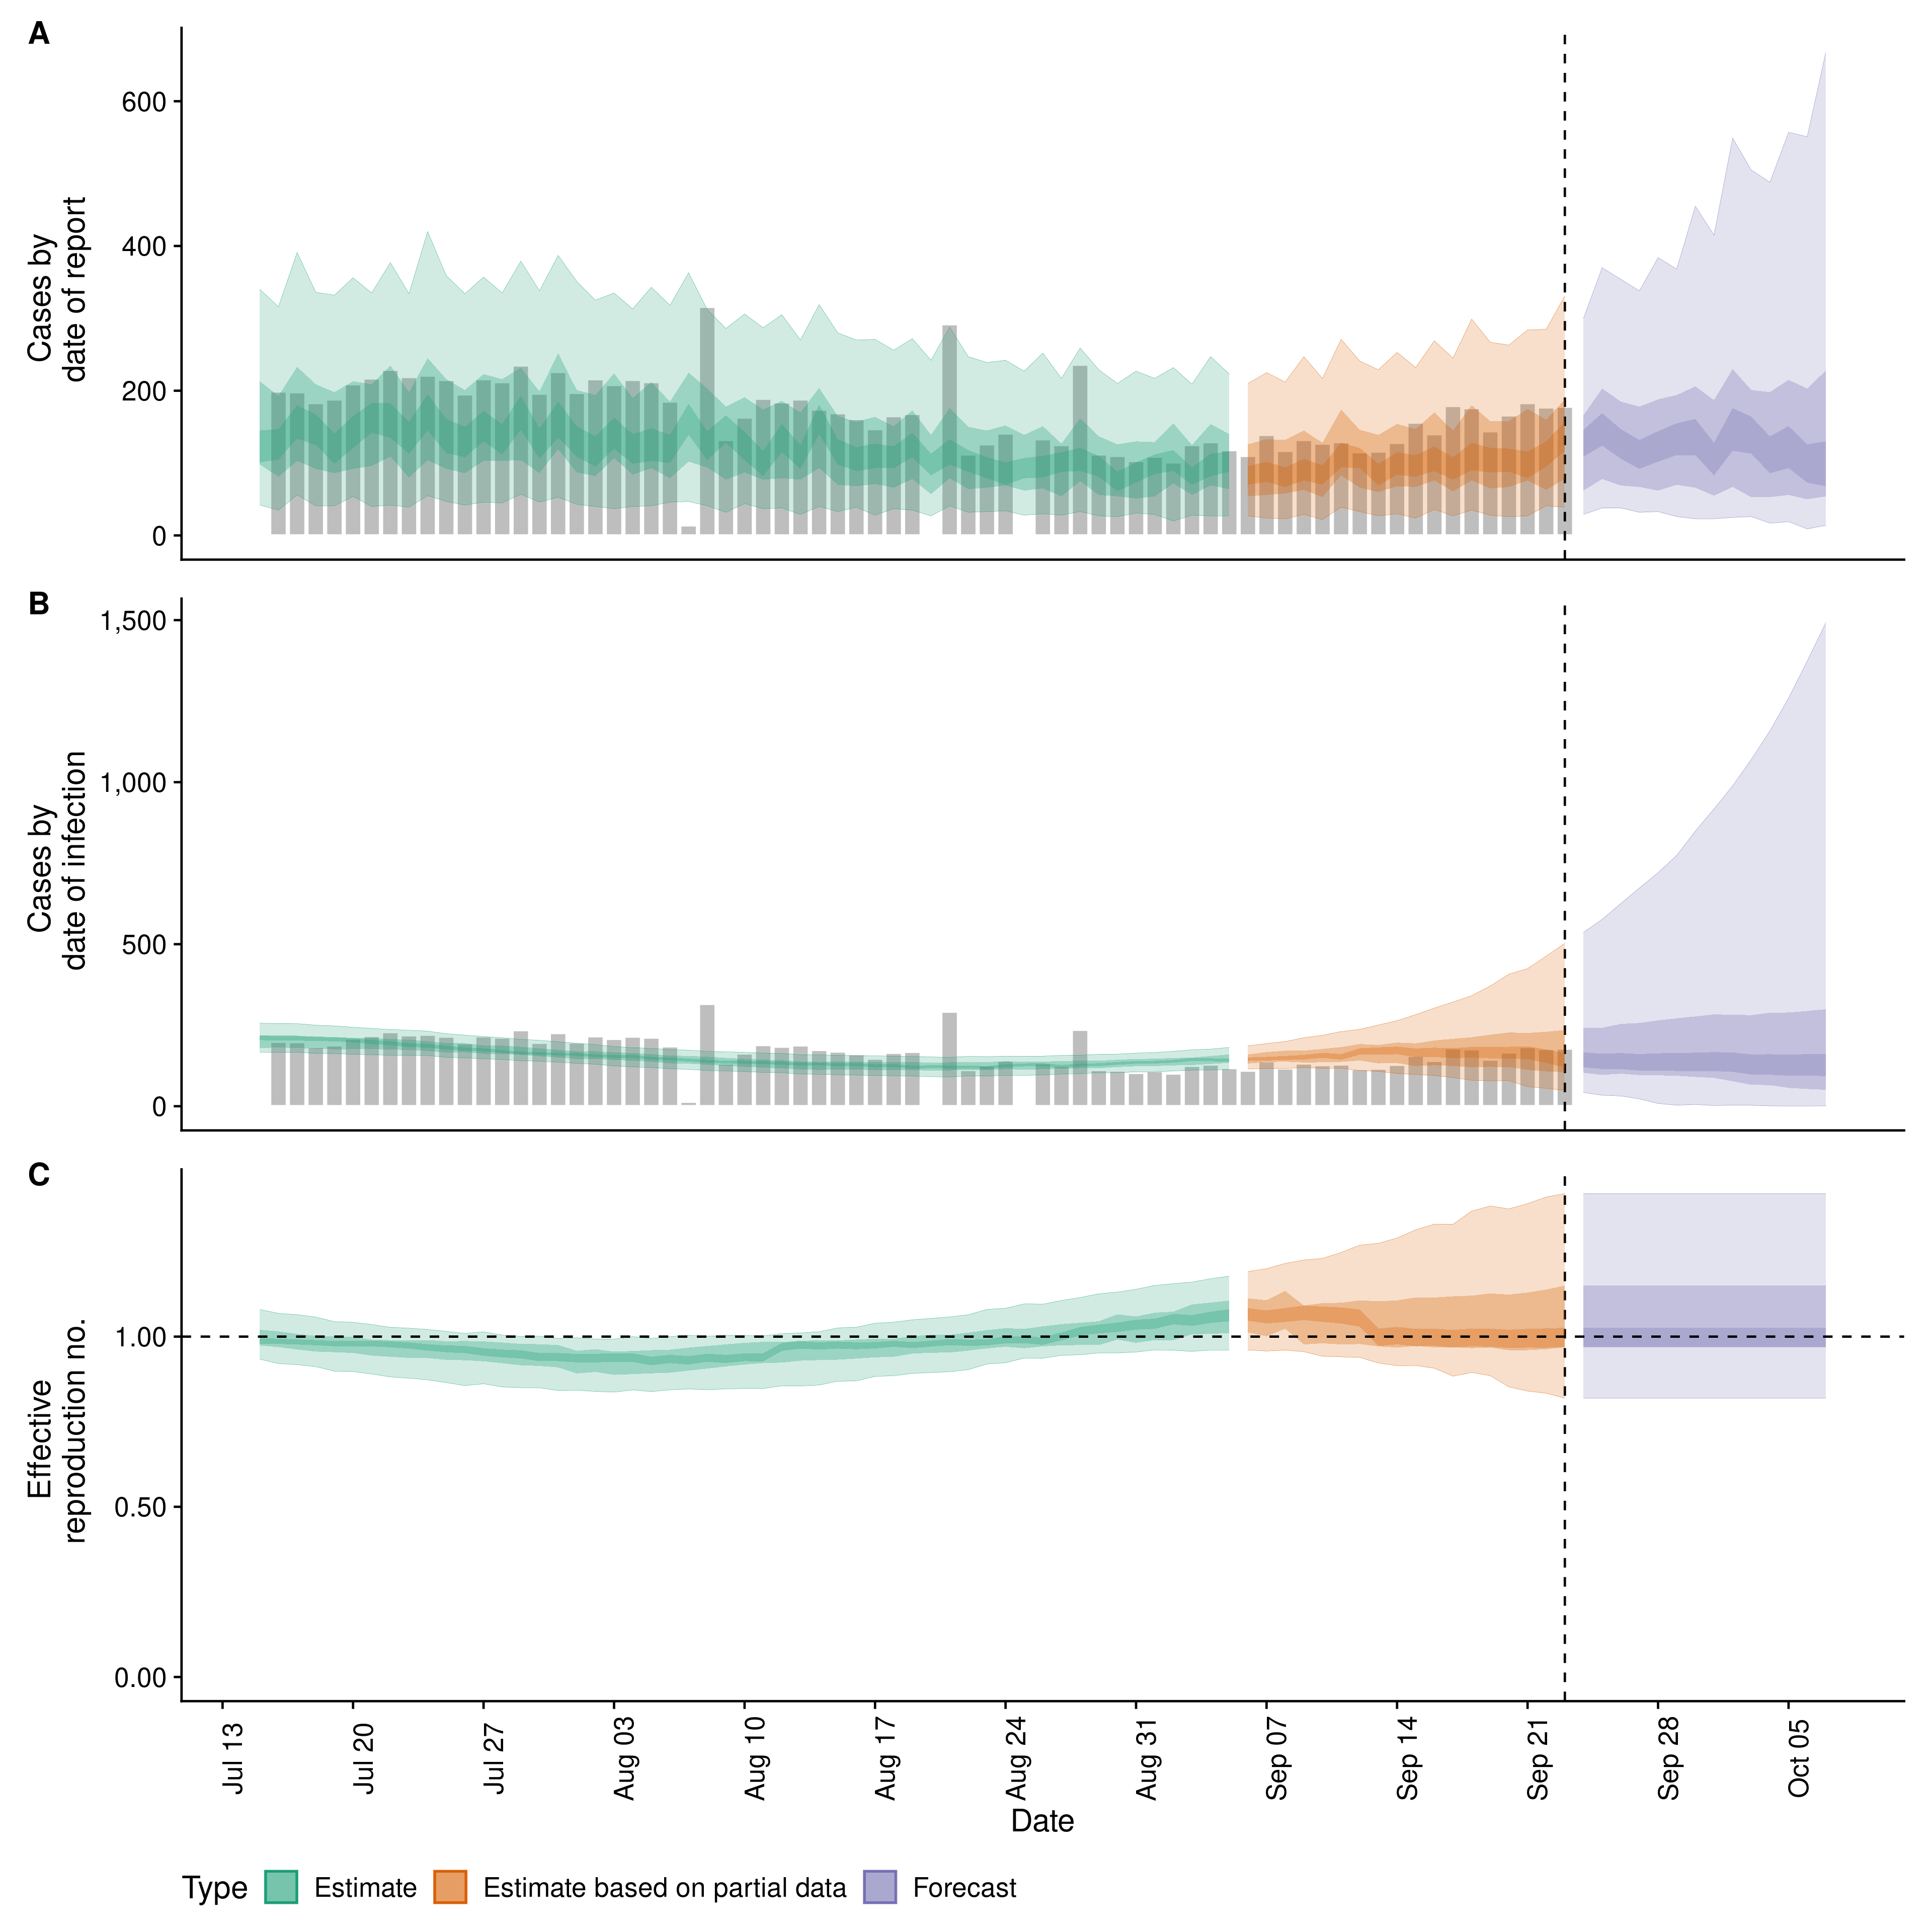 A
Cases by
date of report
600
400
200
0
B
Cases by
date of infection
1,500
1,000
500
0
C
Effective
reproduction no.
1.00
0.50
0.00
Jul 13
Jul 20
Jul 27
Aug 03
Aug 10
Aug 17
Aug 24
Aug 31
Sep 07
Sep 14
Sep 21
Sep 28
Oct 05
Date
Type Estimate Estimate based on partial data Forecast